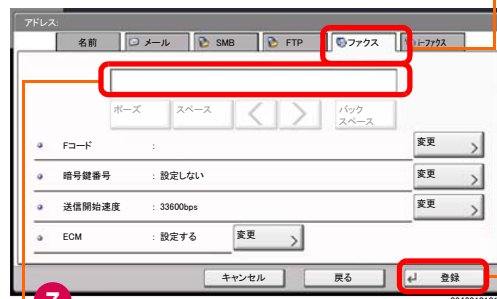 アドレス:
名前 メール SMB FTP ファクス i-ファクス
ポーズ スペース バック
スペース
Fコード : 変更
暗号鍵番号 : 設定しない 変更
送信開始速度 : 33600bps 変更
ECM : 設定する 変更
キャンセル 戻る 登録
7